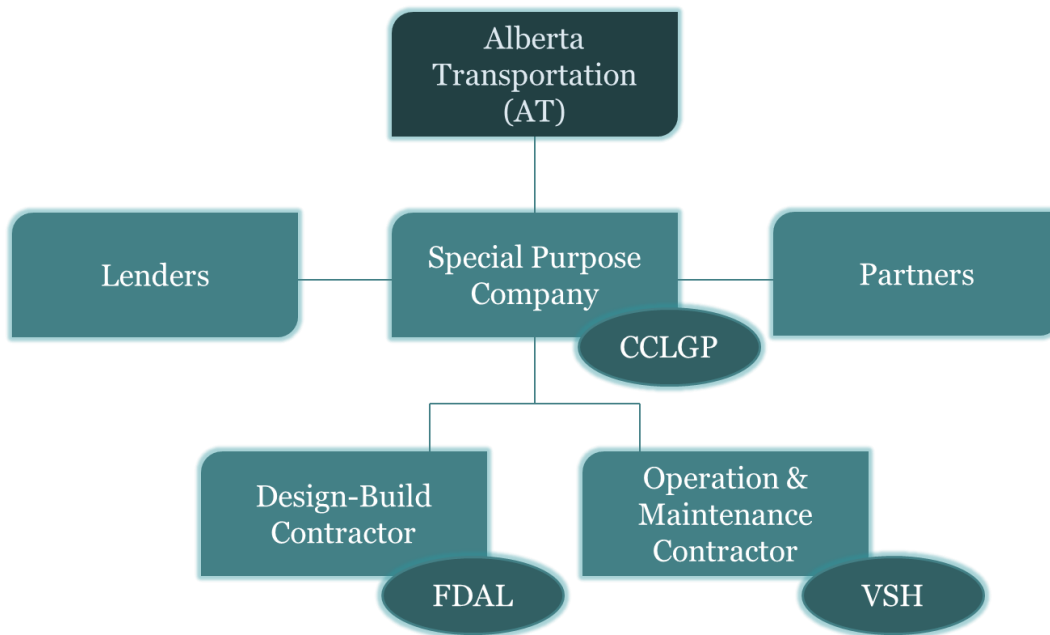 Alberta
Transportation
(AT)
Lenders
Special Purpose
Company
Partners
CCLGP
Design-Build
Contractor
FDAL
Operation &
Maintenance
Contractor
VSH